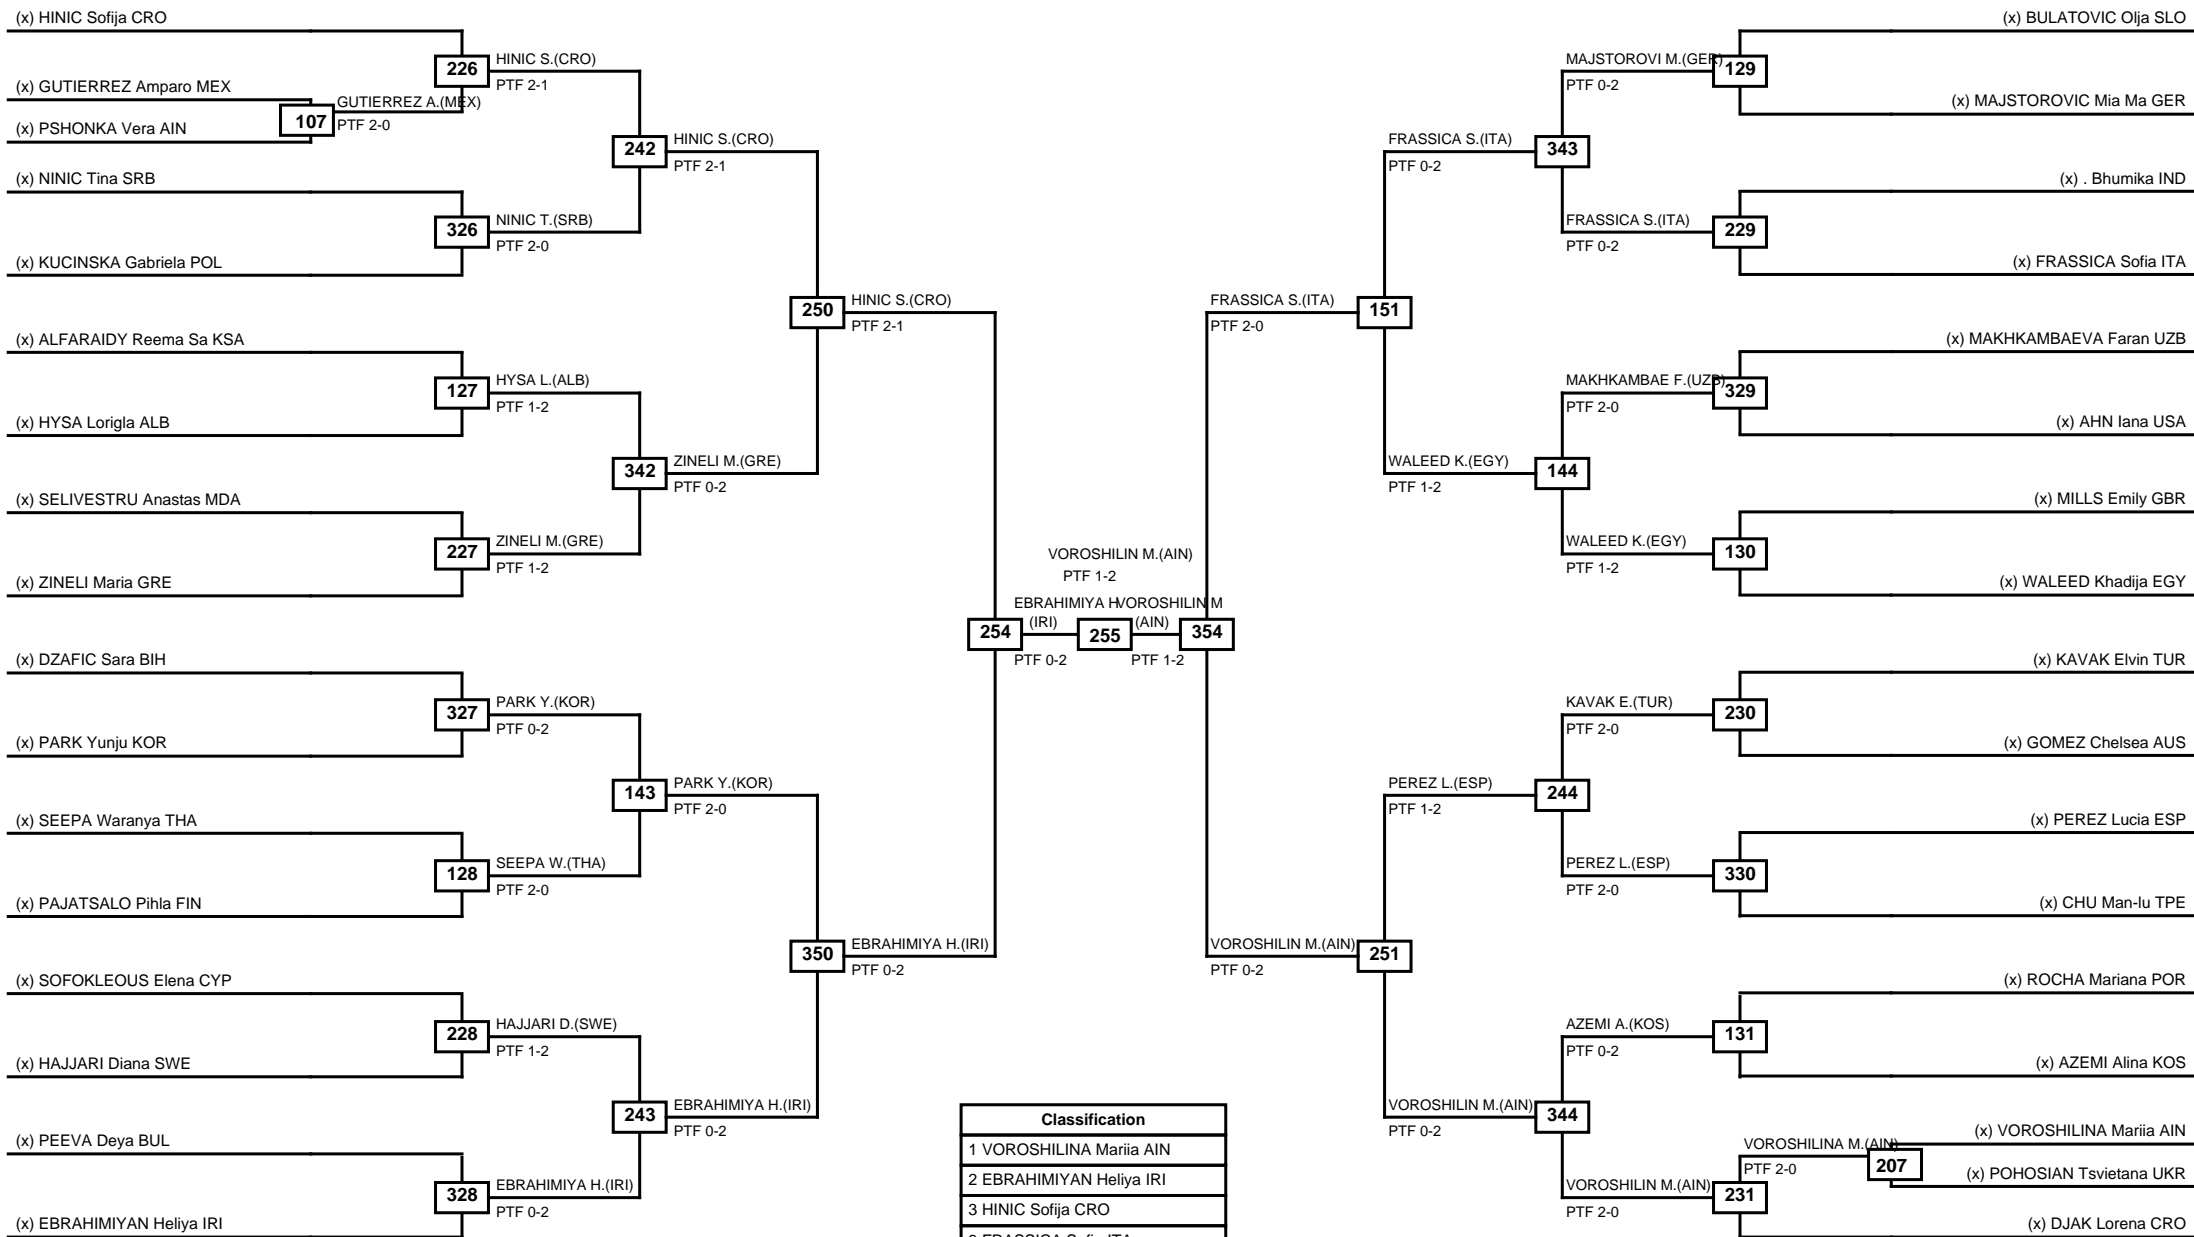 (x) HINIC Sofija CRO
226
HINIC S.(CRO)
PTF 2-1
(x) GUTIERREZ Amparo MEX
107
GUTIERREZ A.(MEX)
PTF 2-0
(x) PSHONKA Vera AIN
242
HINIC S.(CRO)
PTF 2-1
(x) NINIC Tina SRB
326
NINIC T.(SRB)
PTF 2-0
(x) KUCINSKA Gabriela POL
250
HINIC S.(CRO)
PTF 2-1
(x) ALFARAIDY Reema Sa KSA
127
HYSA L.(ALB)
PTF 1-2
(x) HYSA Lorigla ALB
342
ZINELI M.(GRE)
PTF 0-2
(x) SELIVESTRU Anastas MDA
227
ZINELI M.(GRE)
PTF 1-2
(x) ZINELI Maria GRE
254
EBRAHIMIYA H
(IRI)
PTF 0-2
(x) DZAFIC Sara BIH
327
PARK Y.(KOR)
PTF 0-2
(x) PARK Yunju KOR
143
PARK Y.(KOR)
PTF 2-0
(x) SEEPA Waranya THA
128
SEEPA W.(THA)
PTF 2-0
(x) PAJATSALO Pihla FIN
350
EBRAHIMIYA H.(IRI)
PTF 0-2
(x) SOFOKLEOUS Elena CYP
228
HAJJARI D.(SWE)
PTF 1-2
(x) HAJJARI Diana SWE
243
EBRAHIMIYA H.(IRI)
PTF 0-2
(x) PEEVA Deya BUL
328
EBRAHIMIYA H.(IRI)
PTF 0-2
(x) EBRAHIMIYAN Heliya IRI
VOROSHILIN M.(AIN)
PTF 1-2
255
VOROSHILIN M
(AIN)
354
PTF 1-2
(x) BULATOVIC Olja SLO
MAJSTOROVI M.(GER)
129
PTF 0-2
(x) MAJSTOROVIC Mia Ma GER
FRASSICA S.(ITA)
343
PTF 0-2
(x) . Bhumika IND
FRASSICA S.(ITA)
229
PTF 0-2
(x) FRASSICA Sofia ITA
FRASSICA S.(ITA)
151
PTF 2-0
(x) MAKHKAMBAEVA Faran UZB
MAKHKAMBAE F.(UZB)
329
PTF 2-0
(x) AHN Iana USA
WALEED K.(EGY)
144
PTF 1-2
(x) MILLS Emily GBR
WALEED K.(EGY)
130
PTF 1-2
(x) WALEED Khadija EGY
(x) KAVAK Elvin TUR
KAVAK E.(TUR)
230
PTF 2-0
(x) GOMEZ Chelsea AUS
PEREZ L.(ESP)
244
PTF 1-2
(x) PEREZ Lucia ESP
PEREZ L.(ESP)
330
PTF 2-0
(x) CHU Man-lu TPE
VOROSHILIN M.(AIN)
251
PTF 0-2
(x) ROCHA Mariana POR
AZEMI A.(KOS)
131
PTF 0-2
(x) AZEMI Alina KOS
VOROSHILIN M.(AIN)
344
PTF 0-2
(x) VOROSHILINA Mariia AIN
VOROSHILINA M.(AIN)
207
PTF 2-0
(x) POHOSIAN Tsvietana UKR
VOROSHILIN M.(AIN)
231
PTF 2-0
(x) DJAK Lorena CRO
Classification
1 VOROSHILINA Mariia AIN
2 EBRAHIMIYAN Heliya IRI
3 HINIC Sofija CRO